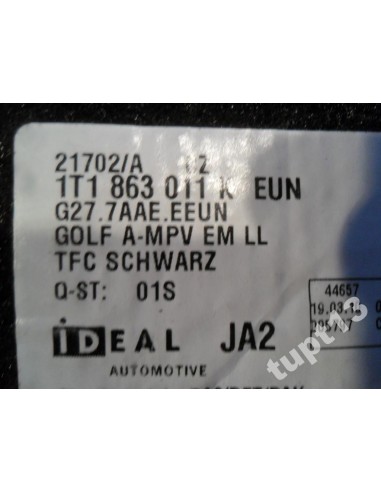 21702/A
1T1 863 011 K EUN
G27.7AAE.EEUN
GOLF A-MPV EM LL
TFC SCHWARZ
Q-ST: 01S
44657
IDEAL JA2
AUTOMOTIVE
tupt13